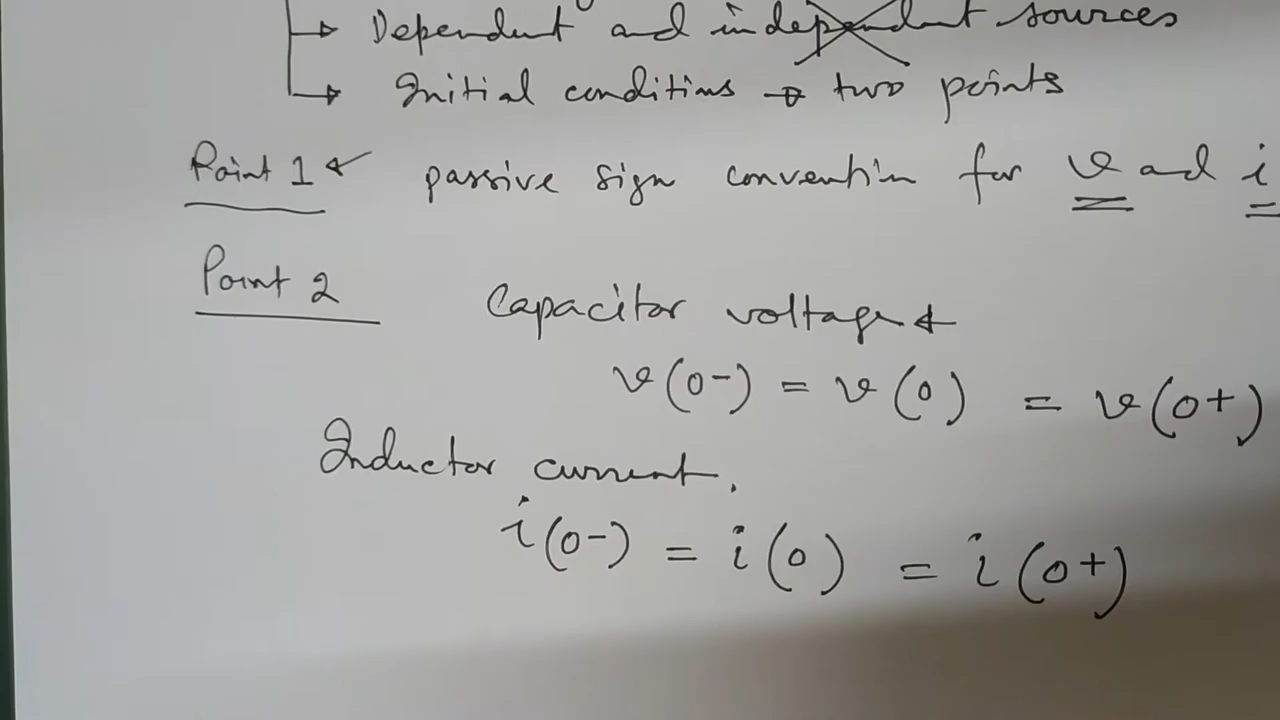 → Dependent and independent sources
→ Initial conditions → two points
Point 1 passive sign convention for v and i
Point 2
Capacitor voltage
v(0-) = v(0) = v(0+)
Inductor current,
i(0-) = i(0) = i(0+)